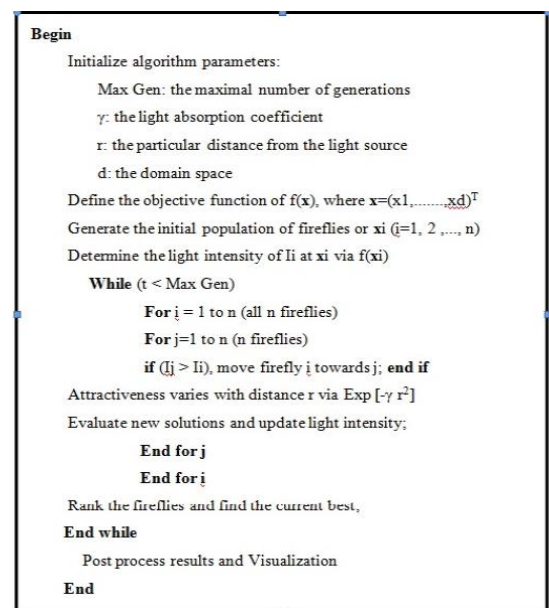 Begin
Initialize algorithm parameters:
Max Gen: the maximal number of generations
γ: the light absorption coefficient
r: the particular distance from the light source
d: the domain space
Define the objective function of f(x), where x=(x1,.......,xd)ᵀ
Generate the initial population of fireflies or xi (i=1, 2 ,..., n)
Determine the light intensity of Ii at xi via f(xi)
While (t < Max Gen)
For i = 1 to n (all n fireflies)
For j=1 to n (n fireflies)
if (Ij > Ii), move firefly i towards j; end if
Attractiveness varies with distance r via Exp [-γ r²]
Evaluate new solutions and update light intensity;
End for j
End for i
Rank the fireflies and find the current best,
End while
Post process results and Visualization
End